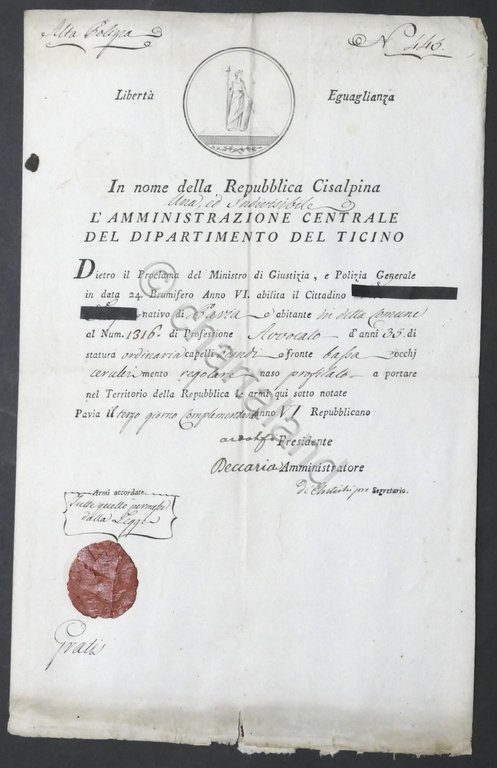 Alta Polizia
N. 446.
Libertà Eguaglianza
In nome della Repubblica Cisalpina
Una, ed Indivisibile
L'AMMINISTRAZIONE CENTRALE
DEL DIPARTIMENTO DEL TICINO
Dietro il Proclama del Ministro di Giustizia, e Polizia Generale
in data 24. Brumifero Anno VI. abilita il Cittadino
nativo di Pavia d'abitante in detta Comune
al Num. 1316. di Professione Avvocato d'anni 35. di
statura ordinaria capelli biondi fronte bassa occhj
cerulei mento regolare naso profilato a portare
nel Territorio della Repubblica le armi qui sotto notate
Pavia il terzo giorno Complementario Anno VI Repubblicano
Presidente
Beccaria Amministratore
Segretario.
Armi accordate.
Tutte quelle permesse
dalla Legge
Gratis
© chartaland